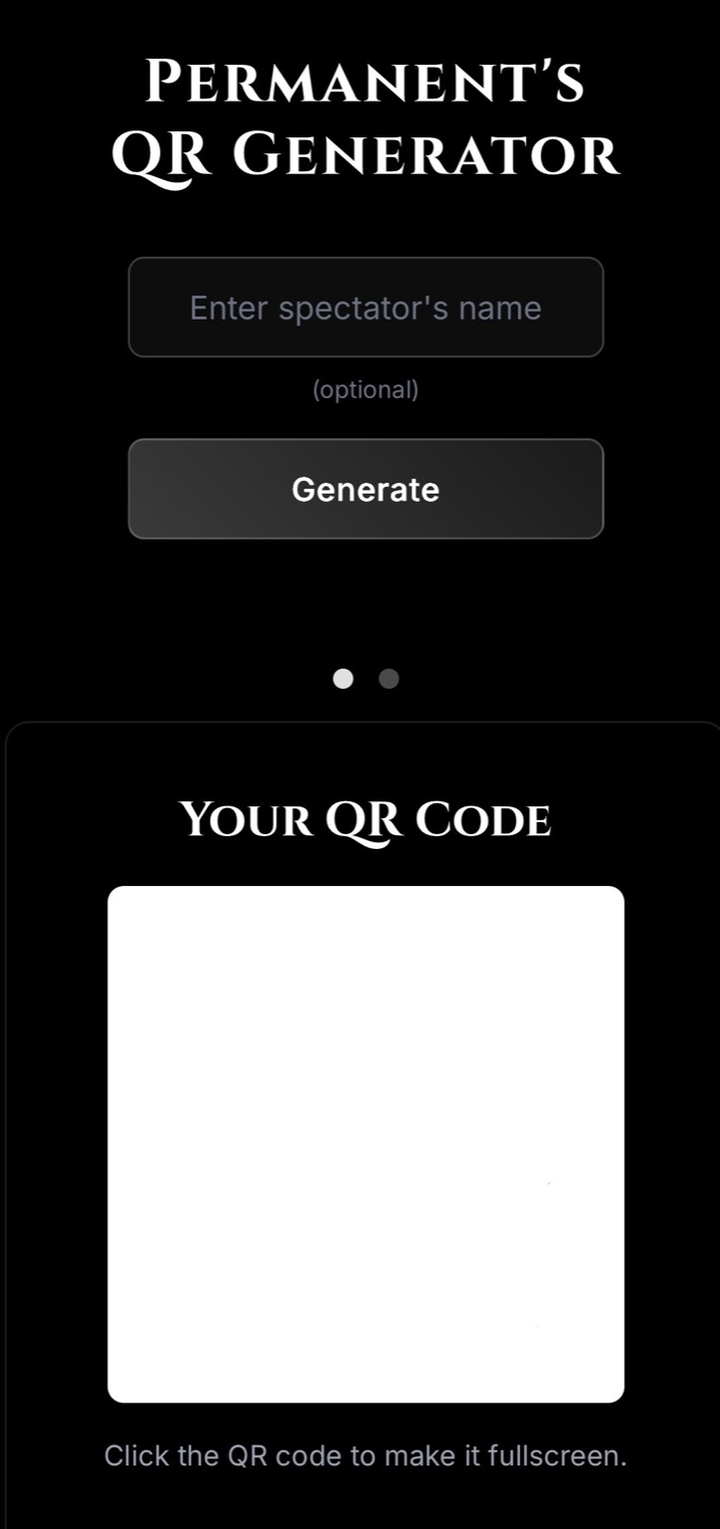 Permanent's
QR Generator
Enter spectator's name
(optional)
Generate
Your QR Code
Click the QR code to make it fullscreen.